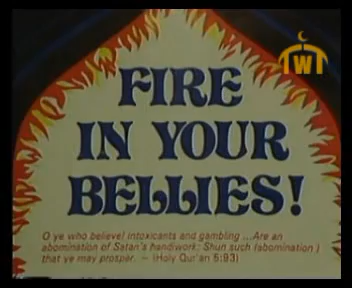 W
FIRE
IN YOUR
BELLIES!
O ye who believe! Intoxicants and gambling ...Are an
abomination of Satan's handiwork: Shun such (abomination)
that ye may prosper. — (Holy Qur'an 5:93)